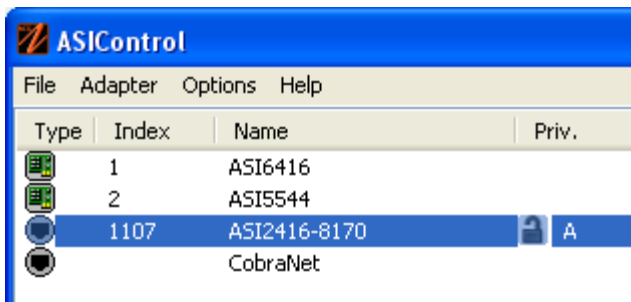 ASIControl
File Adapter Options Help
Type Index Name Priv.
1 ASI6416
2 ASI5544
1107 ASI2416-8170 A
CobraNet